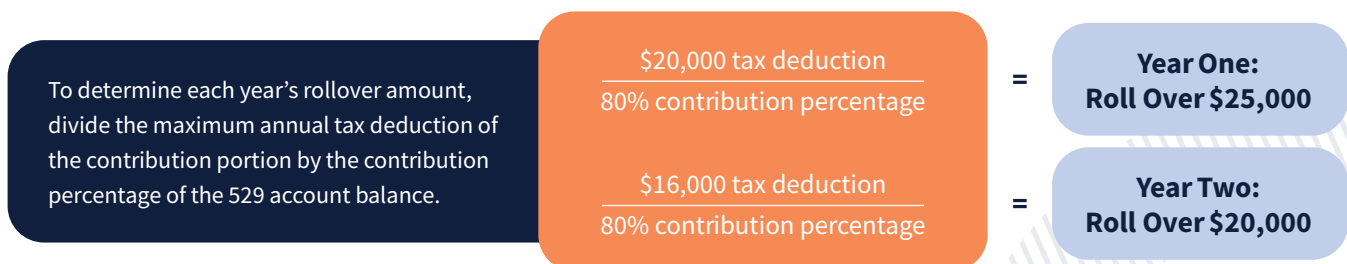 To determine each year’s rollover amount,
divide the maximum annual tax deduction of
the contribution portion by the contribution
percentage of the 529 account balance.
$20,000 tax deduction
80% contribution percentage
=
Year One:
Roll Over $25,000
$16,000 tax deduction
80% contribution percentage
=
Year Two:
Roll Over $20,000